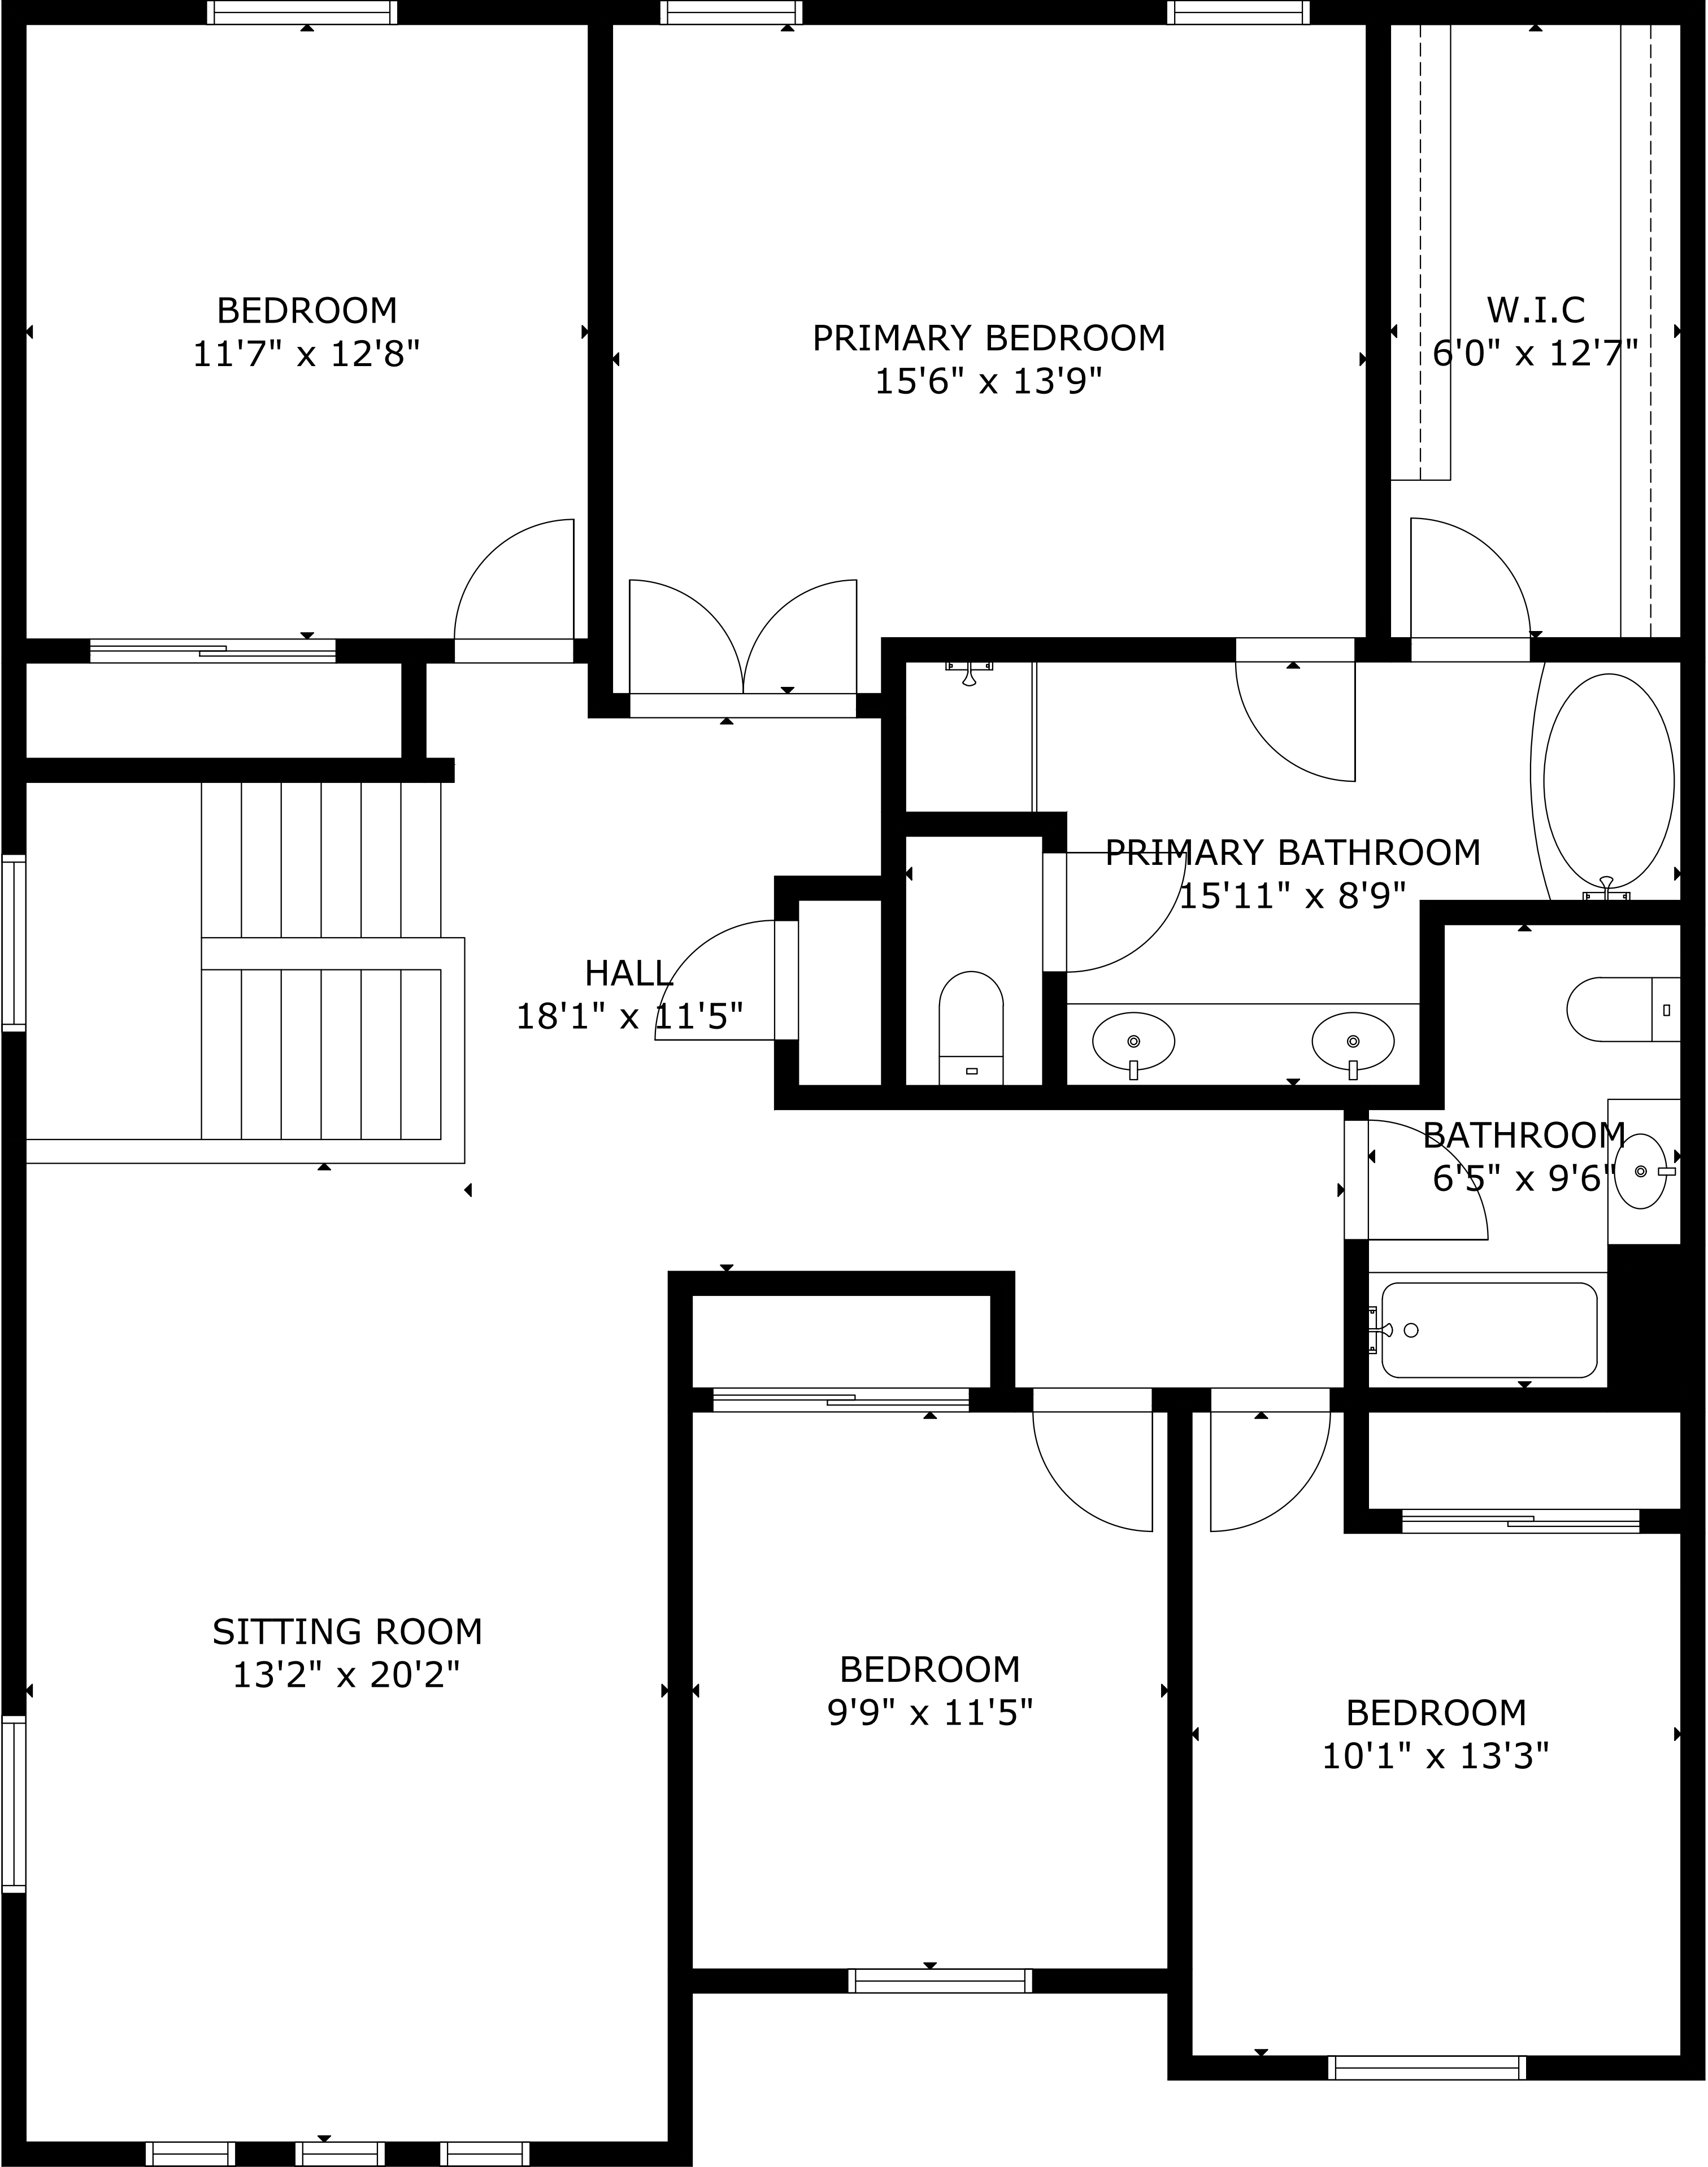 BEDROOM
11'7" x 12'8"
PRIMARY BEDROOM
15'6" x 13'9"
W.I.C
6'0" x 12'7"
PRIMARY BATHROOM
15'11" x 8'9"
HALL
18'1" x 11'5"
BATHROOM
6'5" x 9'6"
SITTING ROOM
13'2" x 20'2"
BEDROOM
9'9" x 11'5"
BEDROOM
10'1" x 13'3"